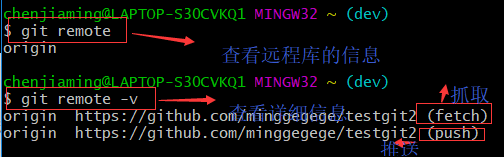 chenjiaming@LAPTOP-S3OCVKQ1 MINGW32 ~ (dev)
$ git remote
origin
查看远程库的信息
chenjiaming@LAPTOP-S3OCVKQ1 MINGW32 ~ (dev)
抓取
$ git remote -v
查看详细信息
origin https://github.com/minggegege/testgit2 (fetch)
origin https://github.com/minggegege/testgit2 (push)
推送